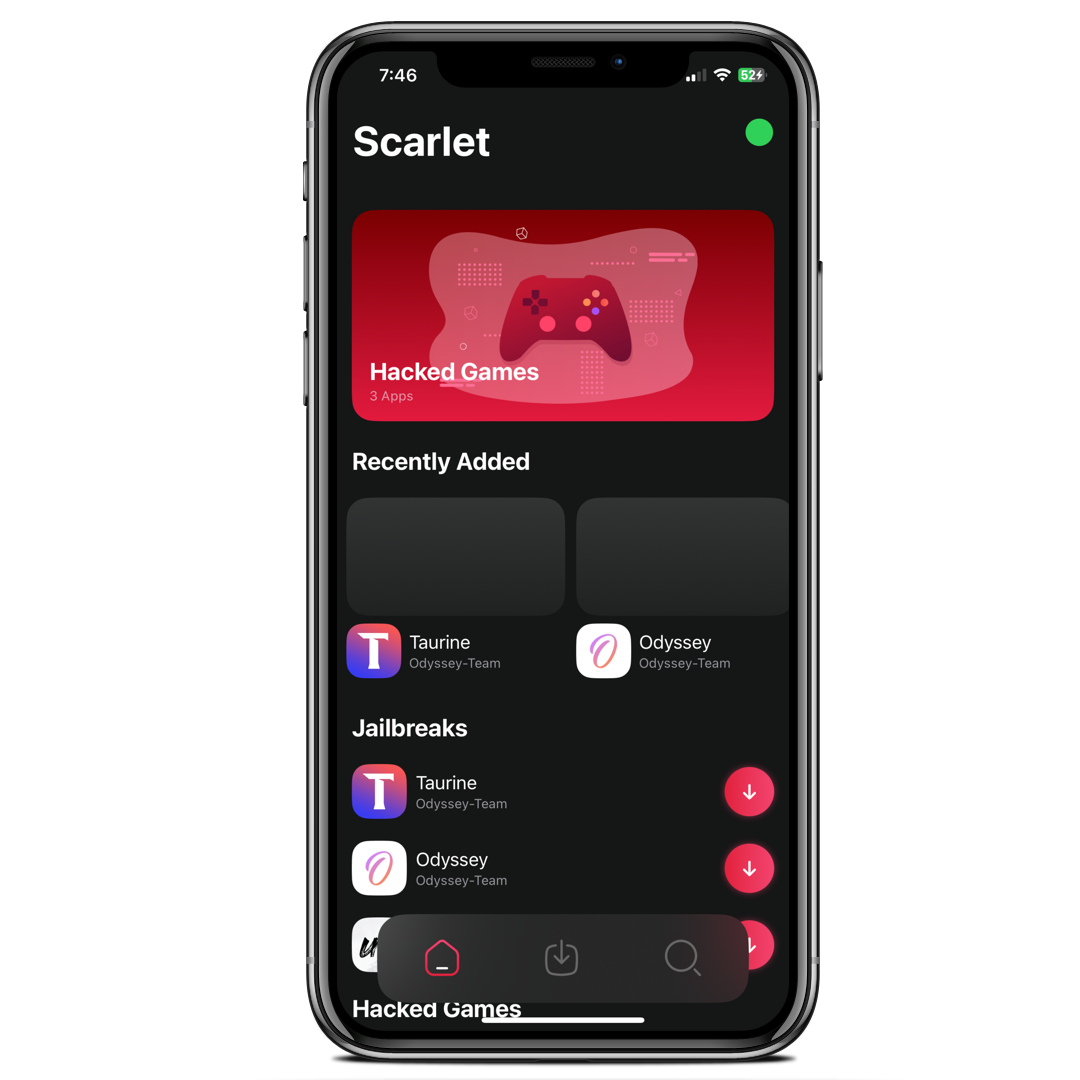 7:46
52
Scarlet
Hacked Games
3 Apps
Recently Added
Taurine
Odyssey-Team
Odyssey
Odyssey-Team
Jailbreaks
Taurine
Odyssey-Team
Odyssey
Odyssey-Team
Hacked Games